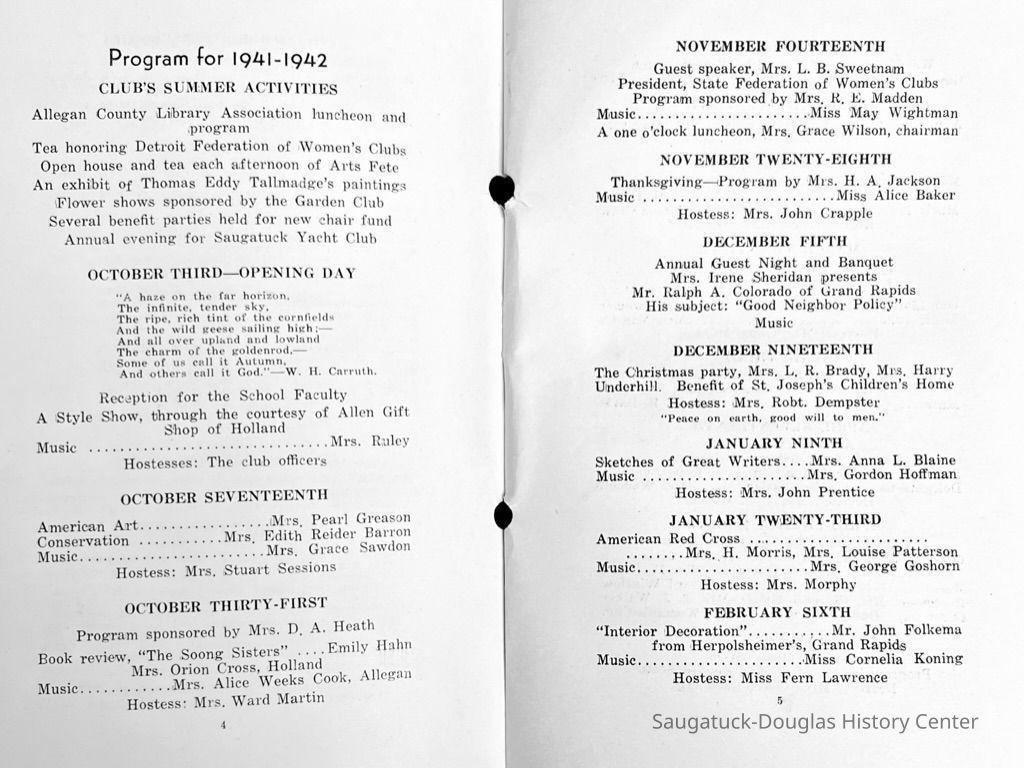 Program for 1941-1942
CLUB'S SUMMER ACTIVITIES
Allegan County Library Association luncheon and
program
Tea honoring Detroit Federation of Women's Clubs
Open house and tea each afternoon of Arts Fete
An exhibit of Thomas Eddy Tallmadge's paintings
Flower shows sponsored by the Garden Club
Several benefit parties held for new chair fund
Annual evening for Saugatuck Yacht Club
OCTOBER THIRD—OPENING DAY
"A haze on the far horizon,
The infinite, tender sky,
The ripe, rich tint of the cornfields
And the wild geese sailing high;—
And all over upland and lowland
The charm of the goldenrod,—
Some of us call it Autumn,
And others call it God."—W. H. Carruth.
Reception for the School Faculty
A Style Show, through the courtesy of Allen Gift
Shop of Holland
Music ..............................Mrs. Ruley
Hostesses: The club officers
OCTOBER SEVENTEENTH
American Art................Mrs. Pearl Greason
Conservation ...........Mrs. Edith Reider Barron
Music.......................Mrs. Grace Sawdon
Hostess: Mrs. Stuart Sessions
OCTOBER THIRTY-FIRST
Program sponsored by Mrs. D. A. Heath
Book review, "The Soong Sisters" ....Emily Hahn
Mrs. Orion Cross, Holland
Music...........Mrs. Alice Weeks Cook, Allegan
Hostess: Mrs. Ward Martin
4
NOVEMBER FOURTEENTH
Guest speaker, Mrs. L. B. Sweetnam
President, State Federation of Women's Clubs
Program sponsored by Mrs. R. E. Madden
Music.....................Miss May Wightman
A one o'clock luncheon, Mrs. Grace Wilson, chairman
NOVEMBER TWENTY-EIGHTH
Thanksgiving—Program by Mrs. H. A. Jackson
Music ........................Miss Alice Baker
Hostess: Mrs. John Crapple
DECEMBER FIFTH
Annual Guest Night and Banquet
Mrs. Irene Sheridan presents
Mr. Ralph A. Colorado of Grand Rapids
His subject: "Good Neighbor Policy"
Music
DECEMBER NINETEENTH
The Christmas party, Mrs. L. R. Brady, Mrs. Harry
Underhill. Benefit of St. Joseph's Children's Home
Hostess: Mrs. Robt. Dempster
"Peace on earth, good will to men."
JANUARY NINTH
Sketches of Great Writers....Mrs. Anna L. Blaine
Music ....................Mrs. Gordon Hoffman
Hostess: Mrs. John Prentice
JANUARY TWENTY-THIRD
American Red Cross ......................
........Mrs. H. Morris, Mrs. Louise Patterson
Music.....................Mrs. George Goshorn
Hostess: Mrs. Morphy
FEBRUARY SIXTH
"Interior Decoration"..........Mr. John Folkema
from Herpolsheimer's, Grand Rapids
Music....................Miss Cornelia Koning
Hostess: Miss Fern Lawrence
5
Saugatuck-Douglas History Center